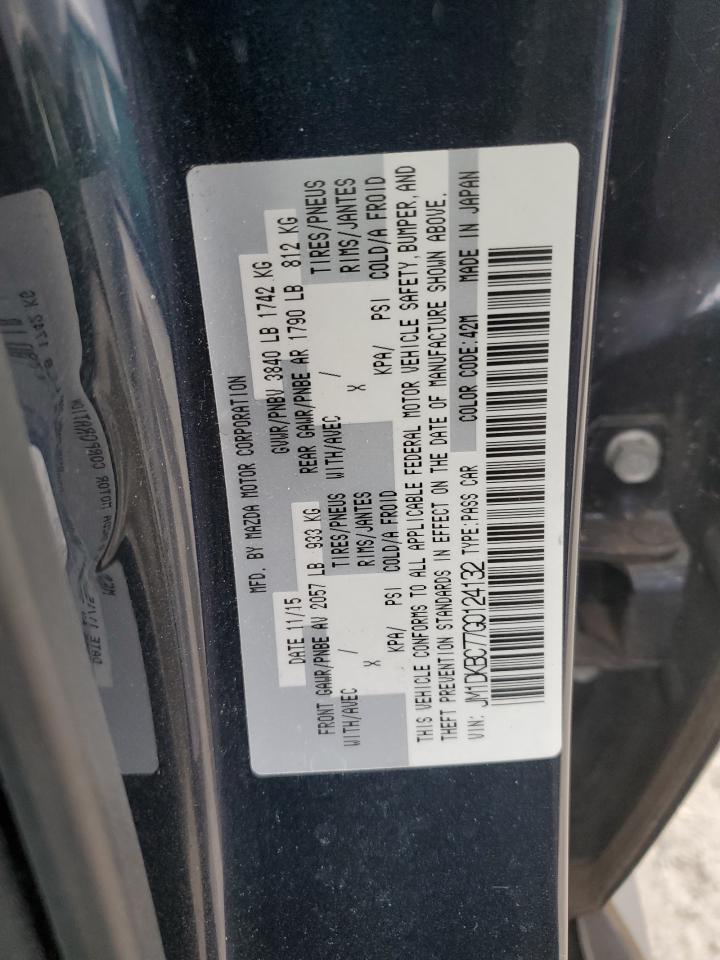 MFD. BY MAZDA MOTOR CORPORATION
DATE 11/15 GVWR/PNBV 3840 LB 1742 KG
FRONT GAWR/PNBE AV 2057 LB 933 KG REAR GAWR/PNBE AR 1790 LB 812 KG
WITH/AVEC / TIRES/PNEUS WITH/AVEC / TIRES/PNEUS
X RIMS/JANTES X RIMS/JANTES
KPA/ PSI COLD/A FROID KPA/ PSI COLD/A FROID
THIS VEHICLE CONFORMS TO ALL APPLICABLE FEDERAL MOTOR VEHICLE SAFETY, BUMPER, AND
THEFT PREVENTION STANDARDS IN EFFECT ON THE DATE OF MANUFACTURE SHOWN ABOVE.
VIN: JM1DKBC77G0124132 TYPE:PASS CAR COLOR CODE:42M MADE IN JAPAN